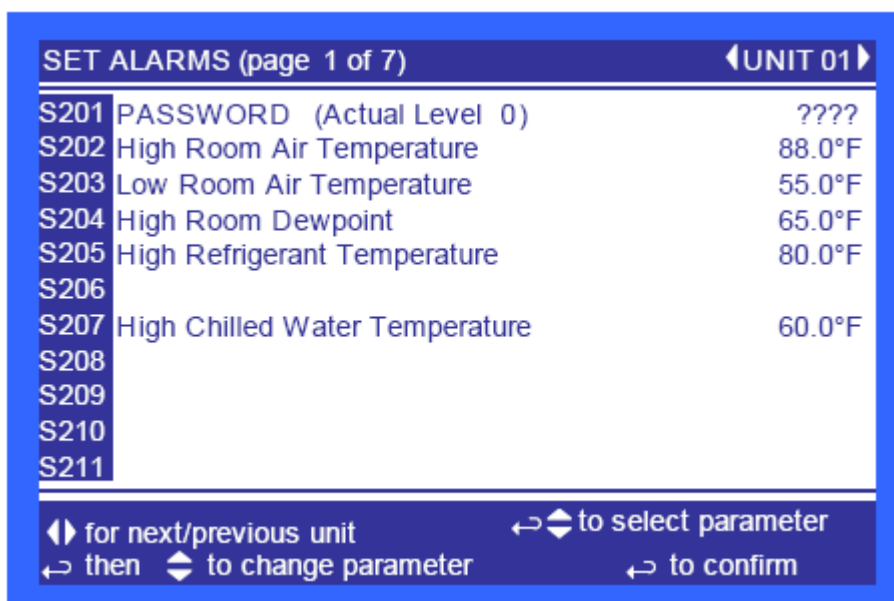 SET ALARMS (page 1 of 7) UNIT 01
S201 PASSWORD (Actual Level 0) ????
S202 High Room Air Temperature 88.0°F
S203 Low Room Air Temperature 55.0°F
S204 High Room Dewpoint 65.0°F
S205 High Refrigerant Temperature 80.0°F
S206
S207 High Chilled Water Temperature 60.0°F
S208
S209
S210
S211
for next/previous unit to select parameter
then to change parameter to confirm